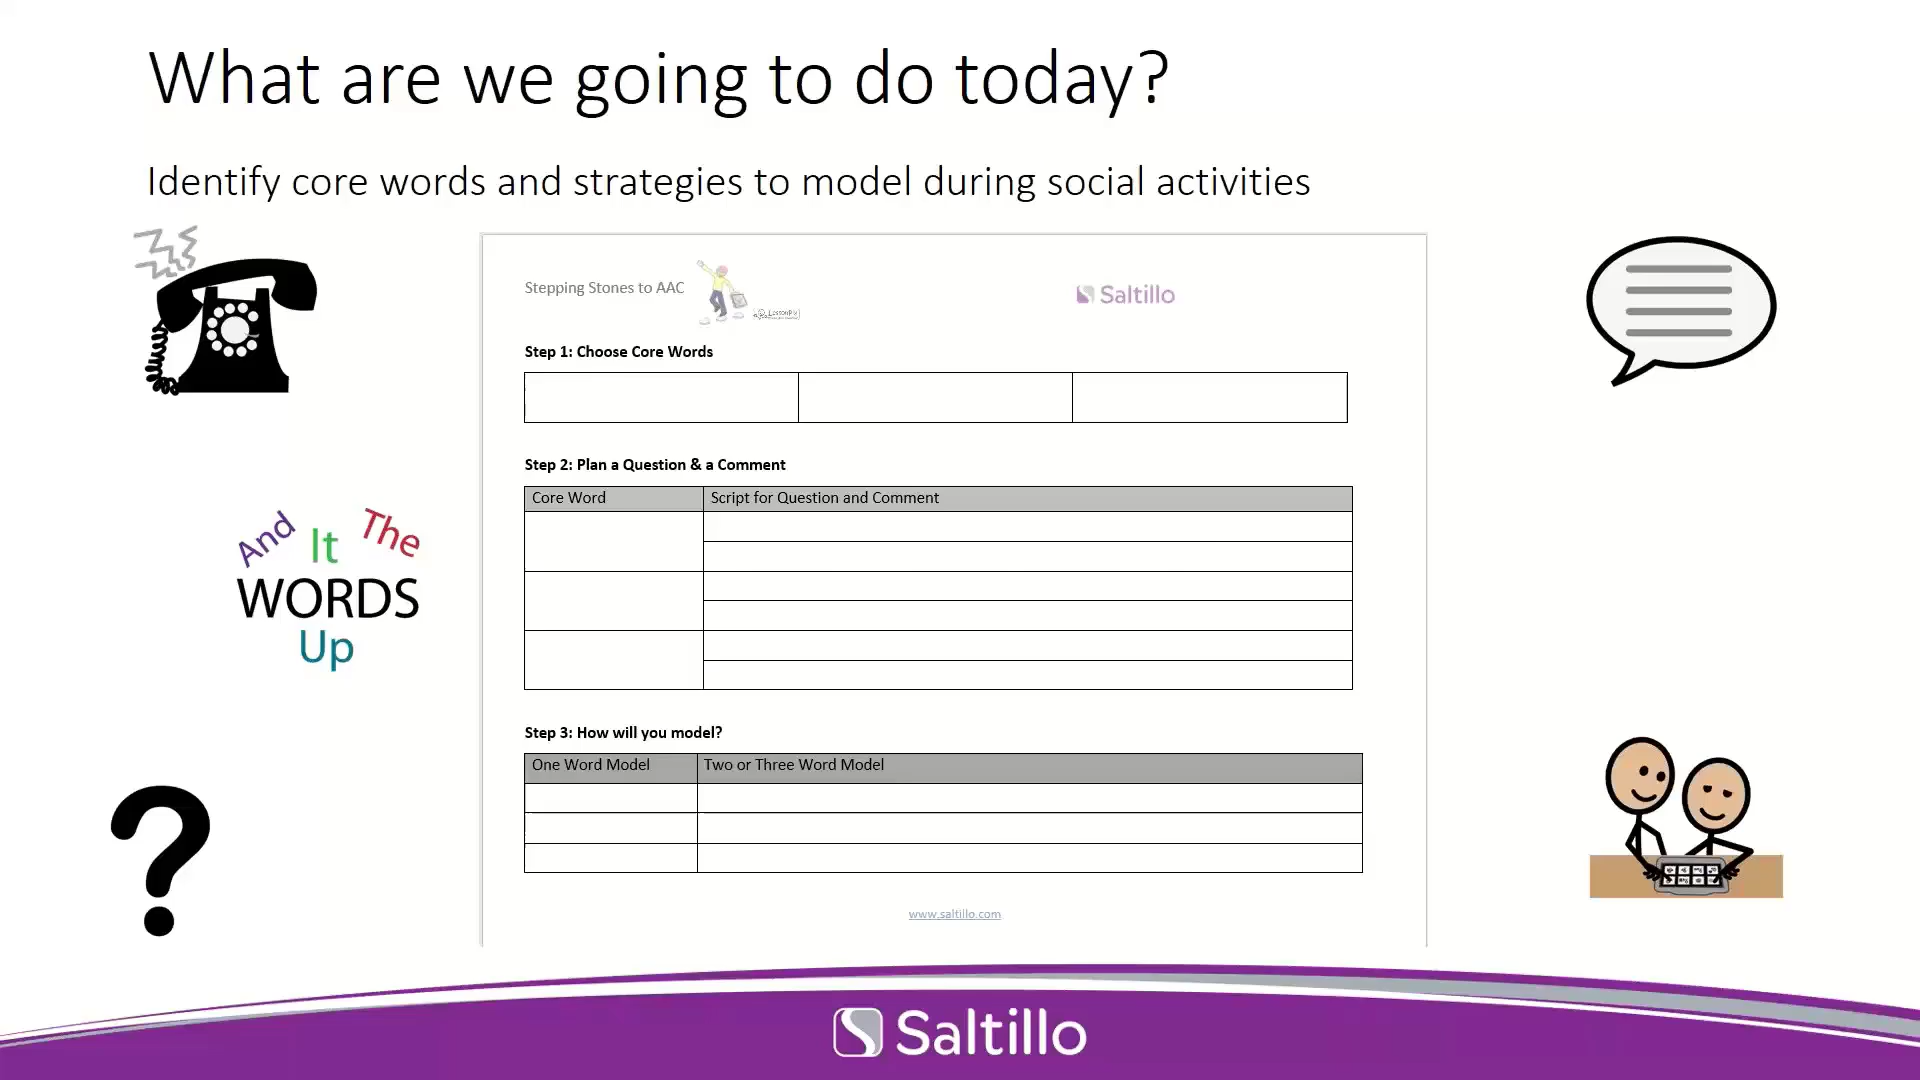 What are we going to do today?
Identify core words and strategies to model during social activities
Stepping Stones to AAC
LessonPix
Saltillo
Step 1: Choose Core Words
Step 2: Plan a Question & a Comment
Core Word
Script for Question and Comment
And It The
WORDS
Up
Step 3: How will you model?
One Word Model
Two or Three Word Model
www.saltillo.com
Saltillo